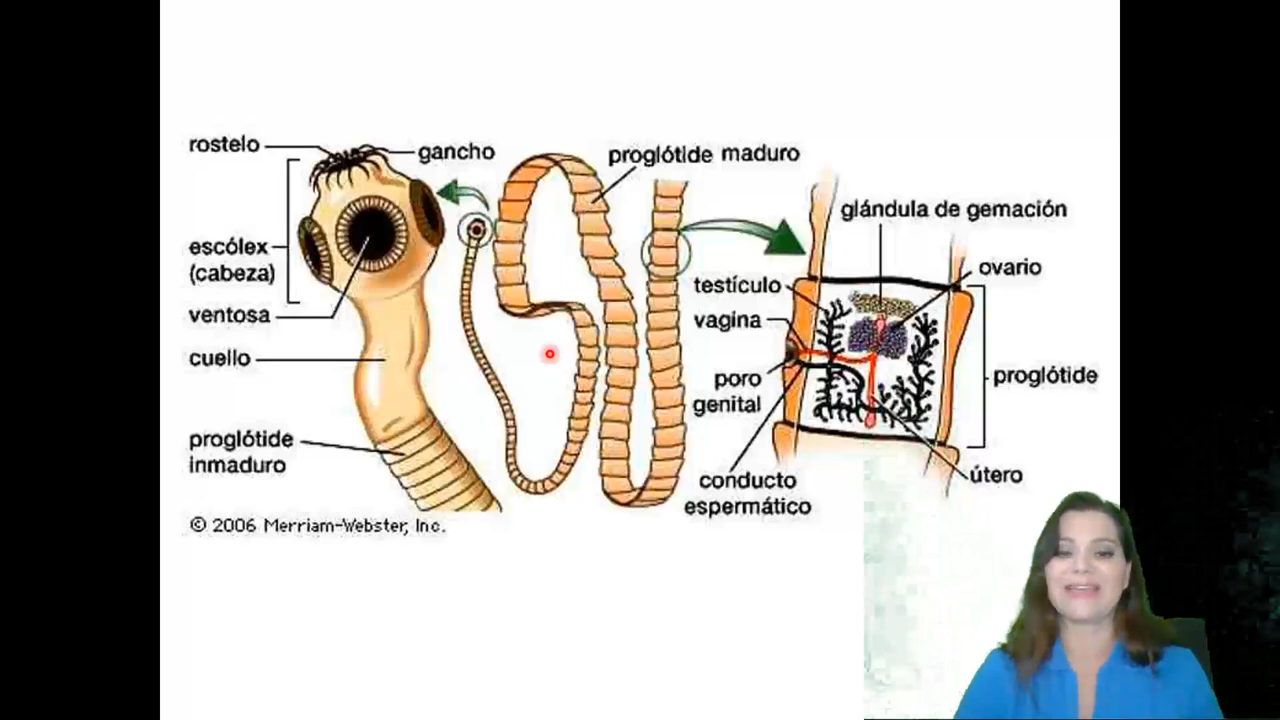 rostelo
gancho
escólex
(cabeza)
ventosa
cuello
proglótide
inmaduro
© 2006 Merriam-Webster, Inc.
proglótide maduro
glándula de gemación
ovario
testículo
vagina
poro
genital
proglótide
útero
conducto
espermático